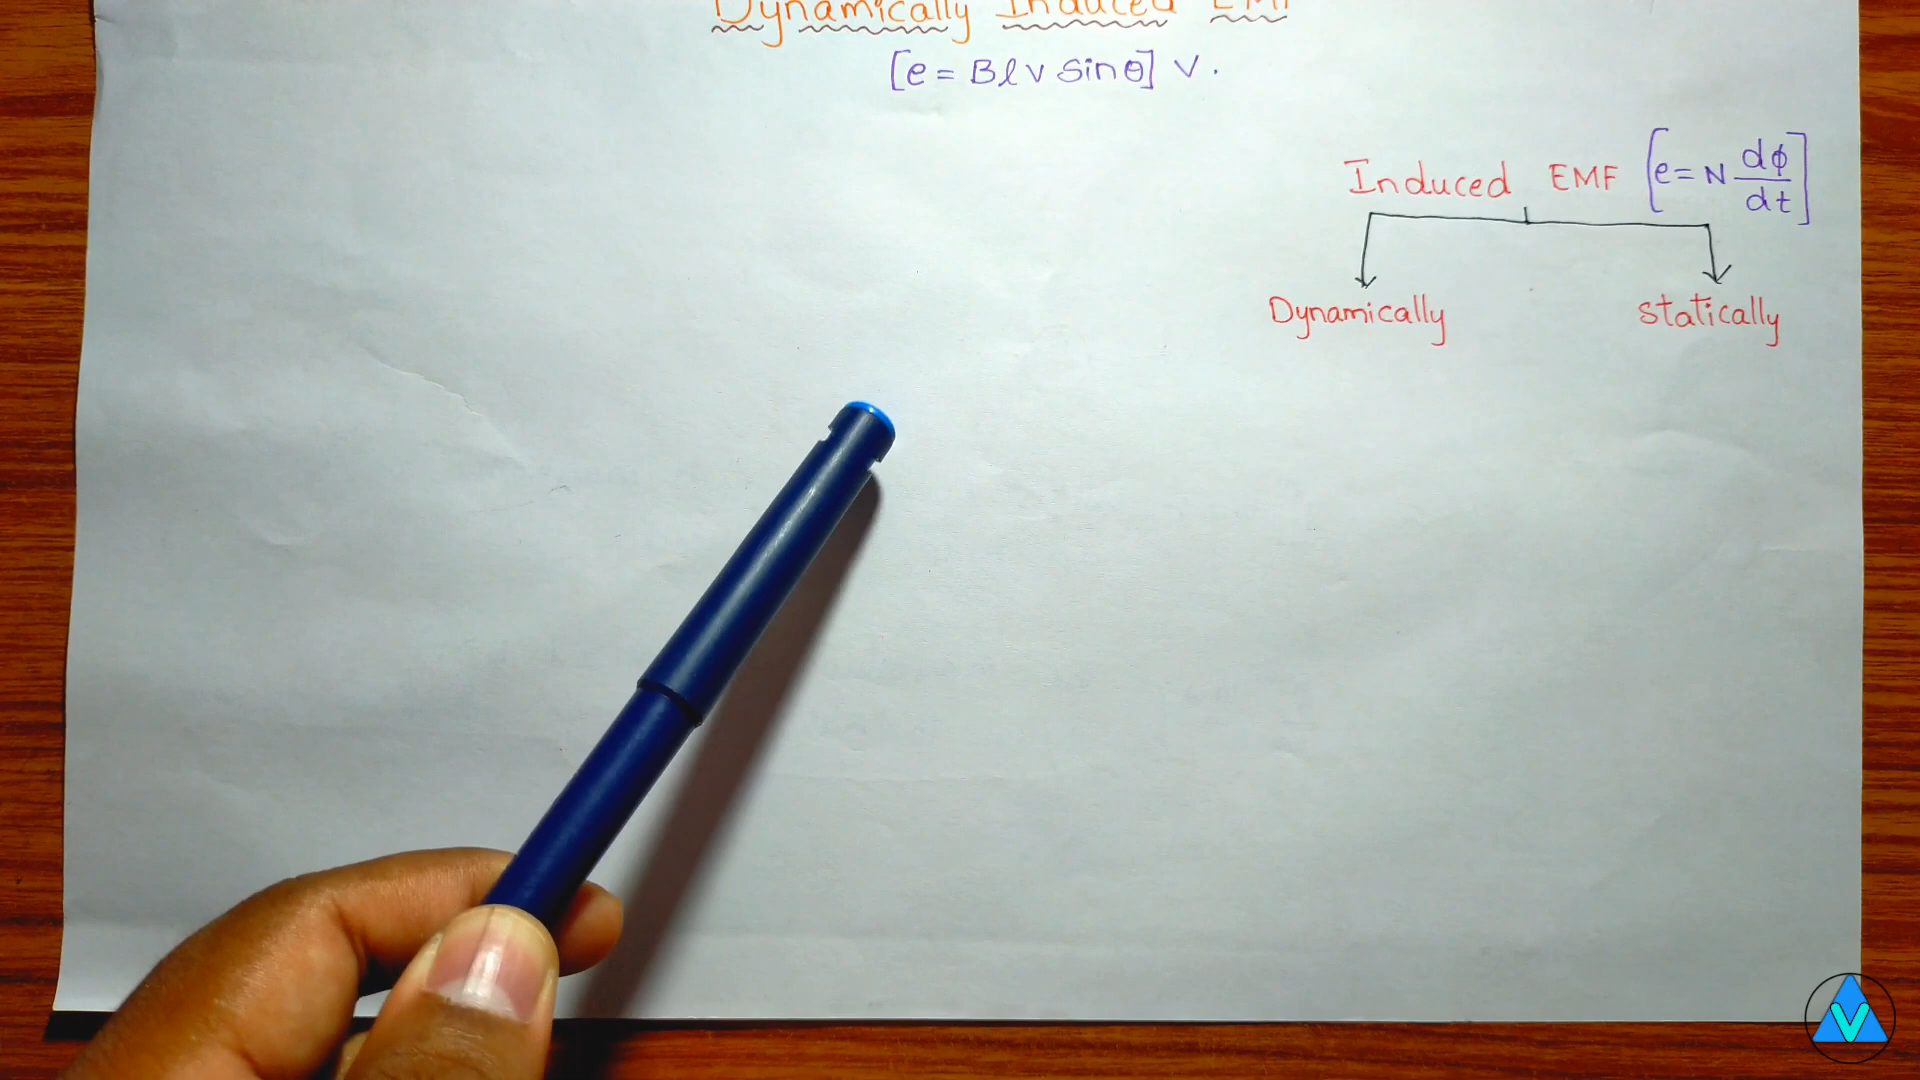 Dynamically Induced EMF
[e = Blv Sinθ] V.
Induced EMF [e = N dφ/dt]
Dynamically statically
V